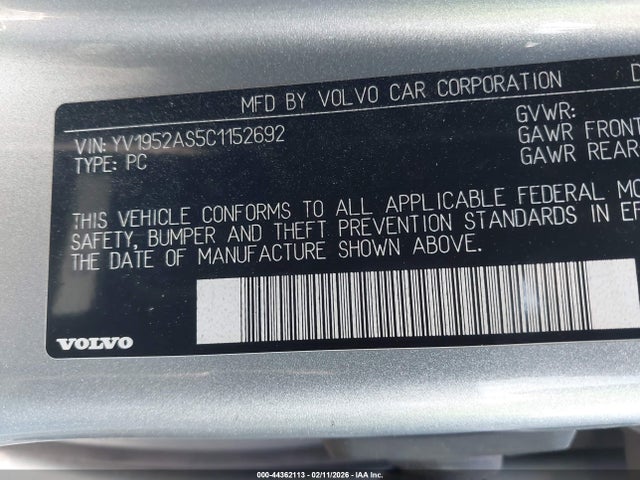 MFD BY VOLVO CAR CORPORATION
VIN: YV1952AS5C1152692
TYPE: PC
GVWR:
GAWR FRONT
GAWR REAR
THIS VEHICLE CONFORMS TO ALL APPLICABLE FEDERAL MO
SAFETY, BUMPER AND THEFT PREVENTION STANDARDS IN EF
THE DATE OF MANUFACTURE SHOWN ABOVE.
VOLVO
000-44362113 - 02/11/2026 - IAA Inc.